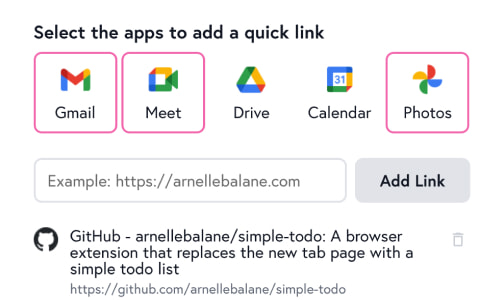 Select the apps to add a quick link
31
Gmail Meet Drive Calendar Photos
Example: https://arnellebalane.com Add Link
GitHub - arnellebalane/simple-todo: A browser
extension that replaces the new tab page with a
simple todo list
https://github.com/arnellebalane/simple-todo